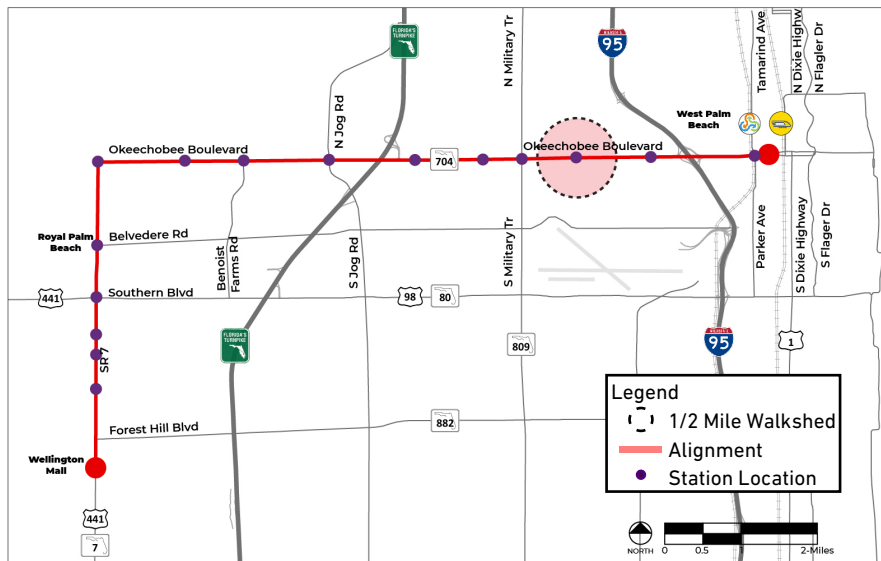 FLORIDA'S
TURNPIKE
N Military Tr
95
Tamarind Ave
N Dixie Highw
N Flagler Dr
N Jog Rd
West Palm
Beach
Okeechobee Boulevard
704
Okeechobee Boulevard
Royal Palm
Beach
Belvedere Rd
Benoist
Farms Rd
S Jog Rd
S Military Tr
Parker Ave
S Dixie Highway
S Flager Dr
441
Southern Blvd
98
80
FLORIDA'S
TURNPIKE
SR 7
809
95
1
Forest Hill Blvd
882
Wellington
Mall
441
7
Legend
1/2 Mile Walkshed
Alignment
Station Location
NORTH
0 0.5 1 2-Miles